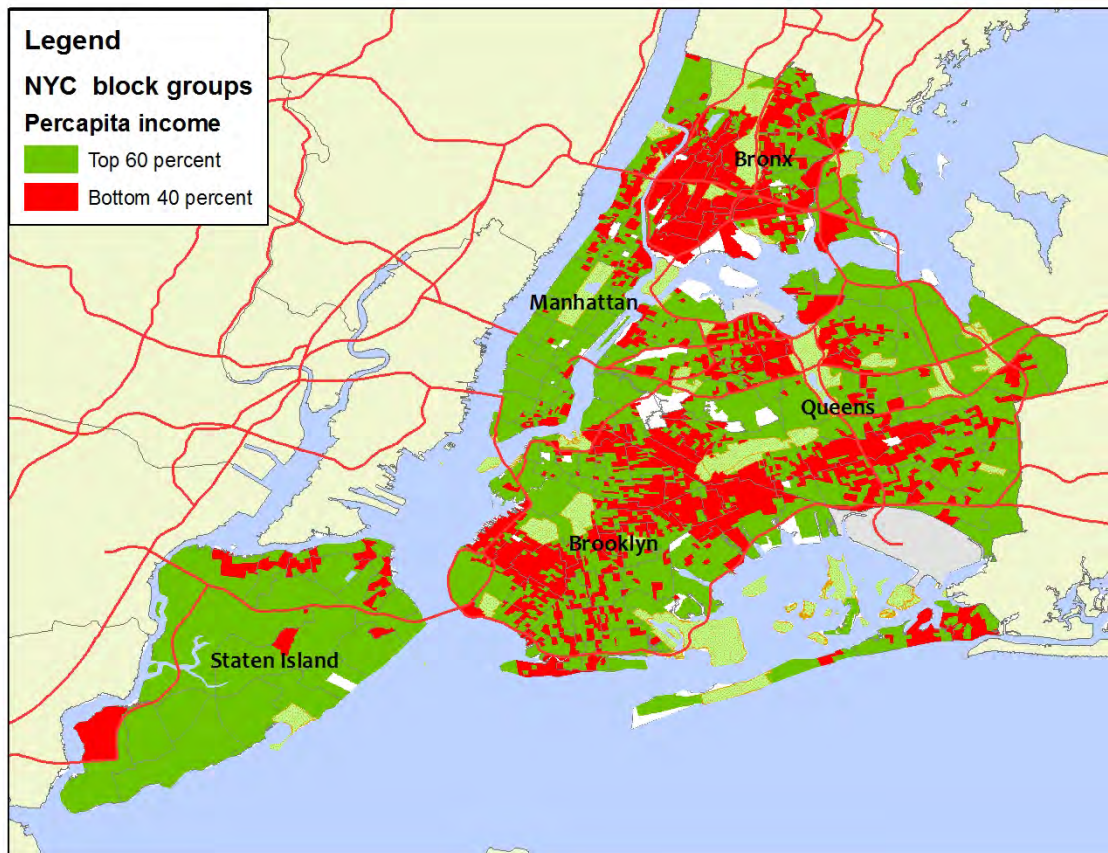 Legend
NYC block groups
Percapita income
Top 60 percent
Bottom 40 percent
Bronx
Manhattan
Queens
Brooklyn
Staten Island